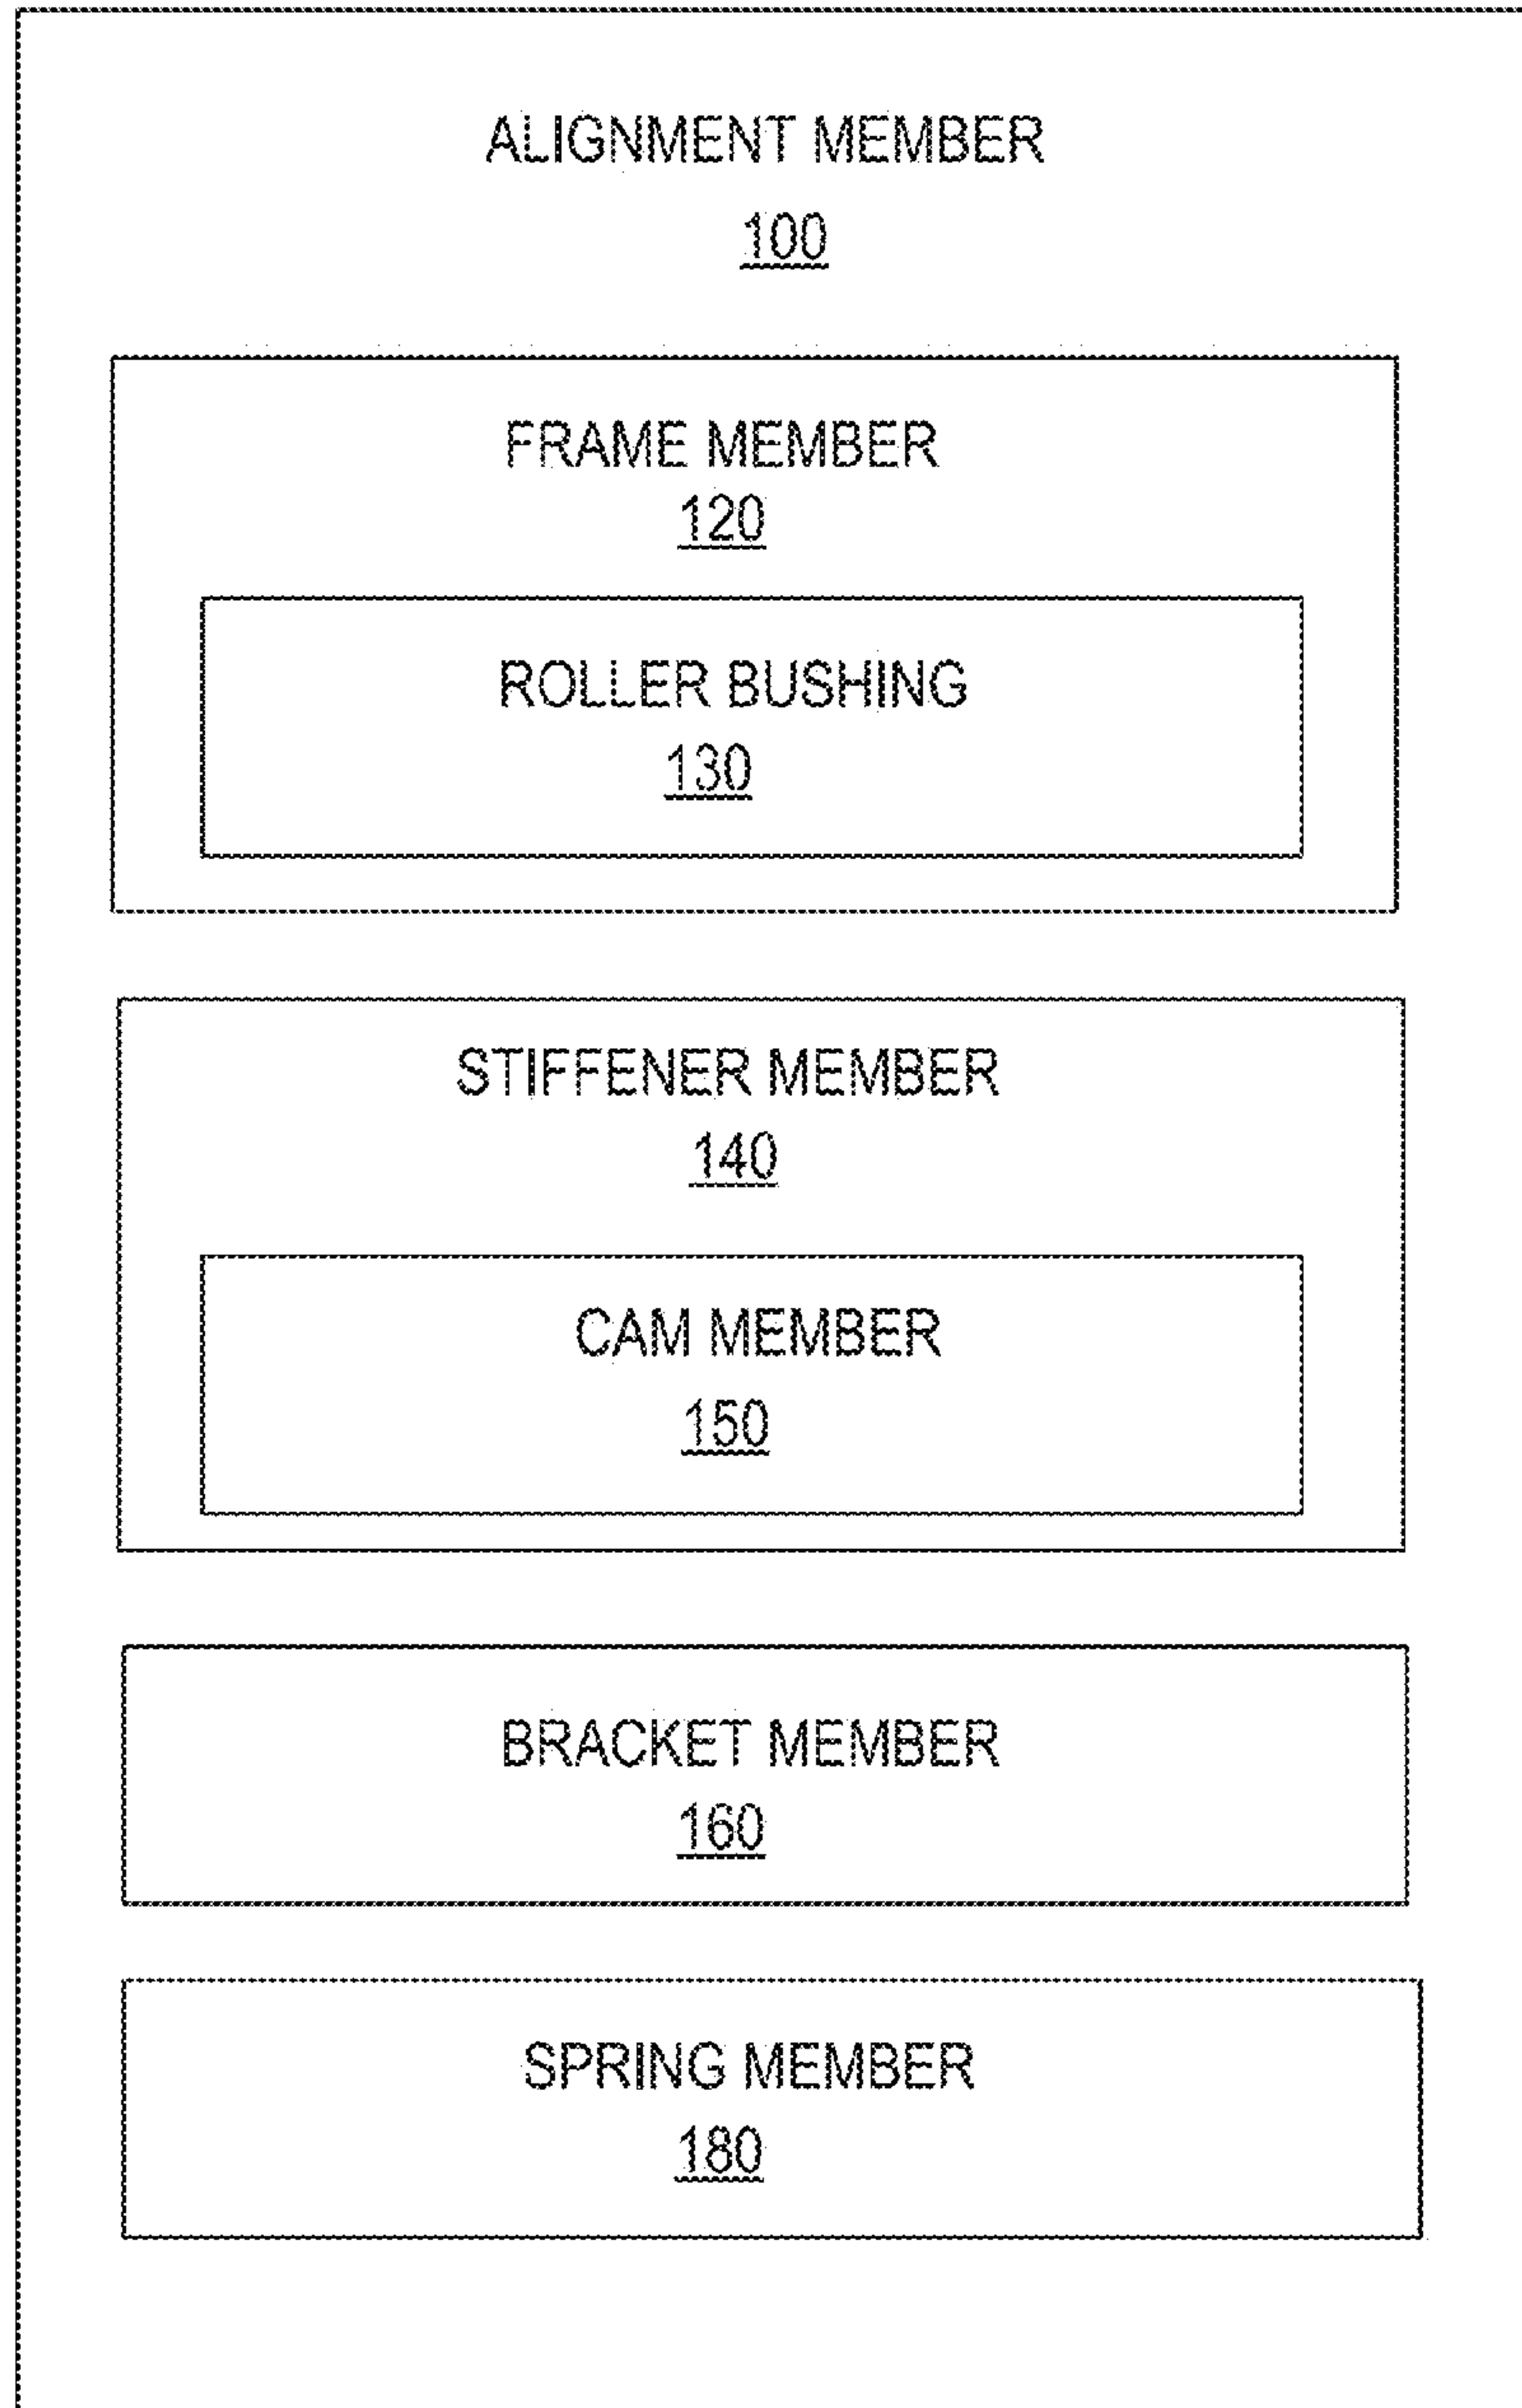 ALIGNMENT MEMBER
100
FRAME MEMBER
120
ROLLER BUSHING
130
STIFFENER MEMBER
140
CAM MEMBER
150
BRACKET MEMBER
160
SPRING MEMBER
180